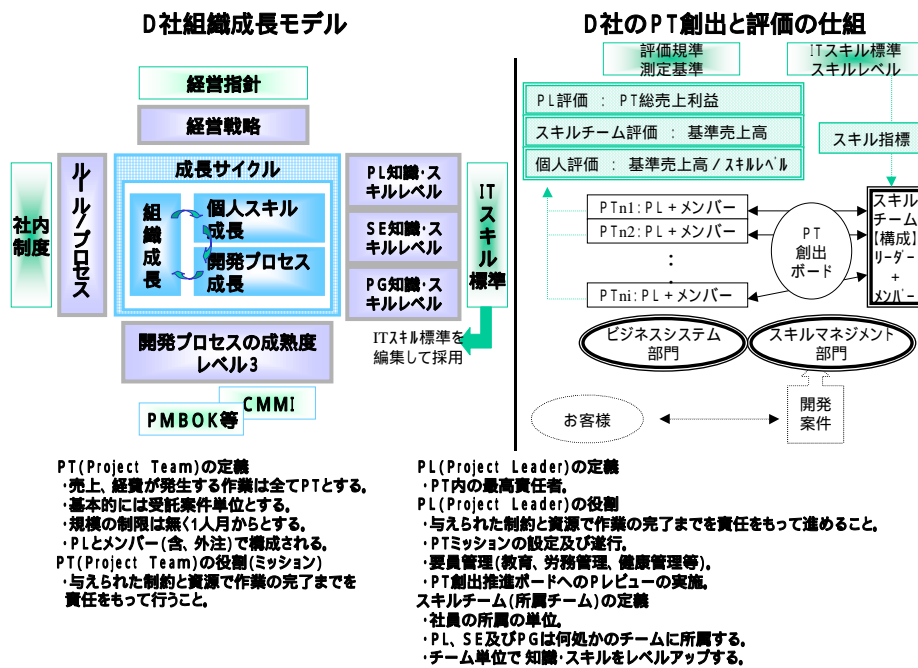 D社組織成長モデル
経営指針
経営戦略
社内
制度
ルール/プロセス
成長サイクル
組織成長
個人スキル
成長
開発プロセス
成長
PL知識・ス
キルレベル
SE知識・ス
キルレベル
PG知識・ス
キルレベル
ITスキル標準
開発プロセスの成熟度
レベル3
ITスキル標準を
編集して採用
CMMI
PMBOK等
D社のPT創出と評価の仕組
評価規準
測定基準
ITスキル標準
スキルレベル
PL評価 : PT総売上利益
スキルチーム評価 : 基準売上高
個人評価 : 基準売上高/スキルレベル
スキル指標
PTn1:PL+メンバー
PTn2:PL+メンバー
:
:
PTni:PL+メンバー
PT
創出
ボード
スキル
チーム
【構成】
リーダー
+
メンバー
ビジネスシステム
部門
スキルマネジメント
部門
お客様
開発
案件
PT(Project Team)の定義
・売上、経費が発生する作業は全てPTとする。
・基本的には受託案件単位とする。
・規模の制限は無く1人月からとする。
・PLとメンバー(含、外注)で構成される。
PT(Project Team)の役割(ミッション)
・与えられた制約と資源で作業の完了までを
責任をもって行うこと。
PL(Project Leader)の定義
・PT内の最高責任者。
PL(Project Leader)の役割
・与えられた制約と資源で作業の完了までを責任をもって進めること。
・PTミッションの設定及び遂行。
・要員管理(教育、労務管理、健康管理等)。
・PT創出推進ボードへのPレビューの実施。
スキルチーム(所属チーム)の定義
・社員の所属の単位。
・PL、SE及びPGは何処かのチームに所属する。
・チーム単位で 知識・スキルをレベルアップする。